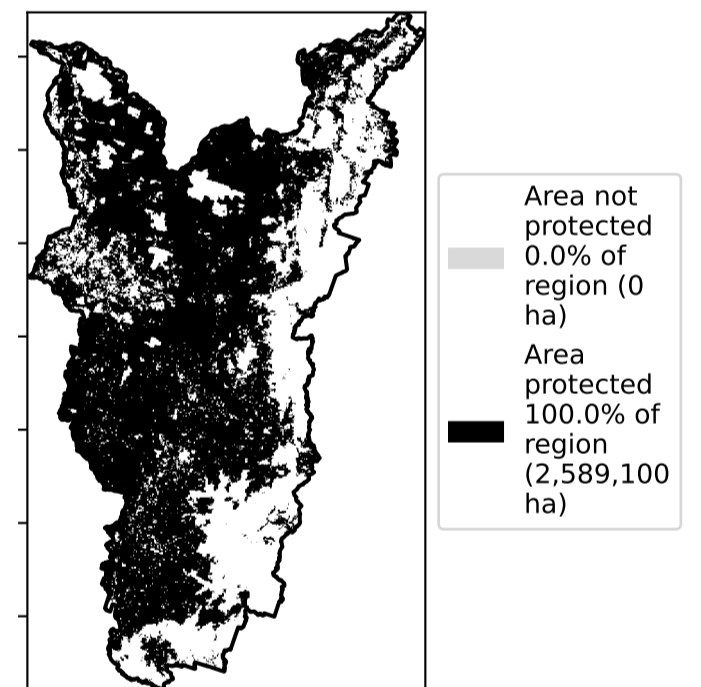 Area not
protected
0.0% of
region (0
ha)
Area
protected
100.0% of
region
(2,589,100
ha)